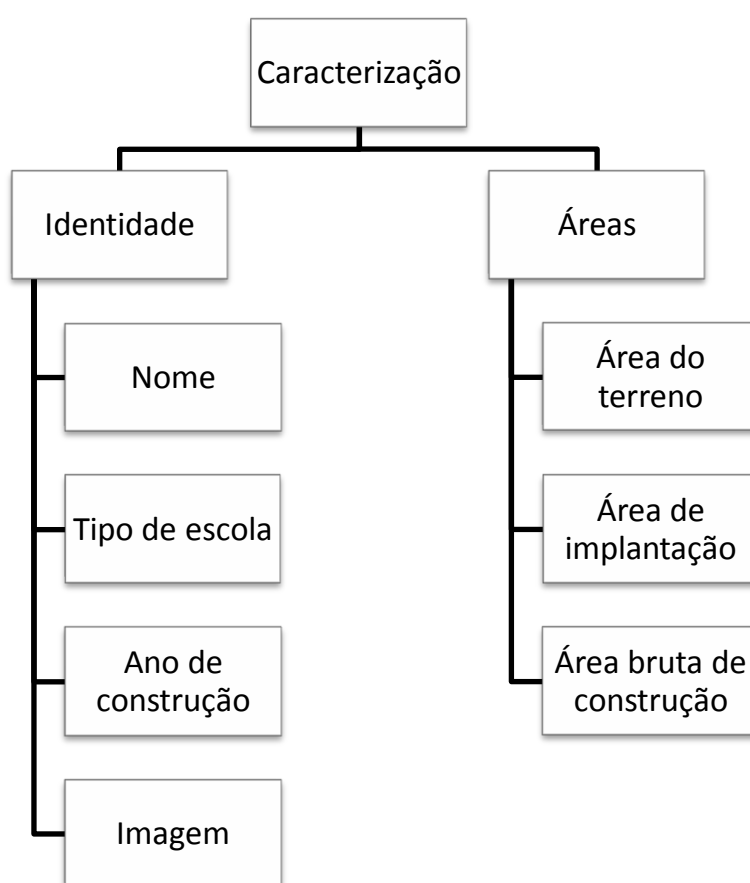 Caracterização
Identidade
Nome
Tipo de escola
Ano de
construção
Imagem
Áreas
Área do
terreno
Área de
implantação
Área bruta de
construção